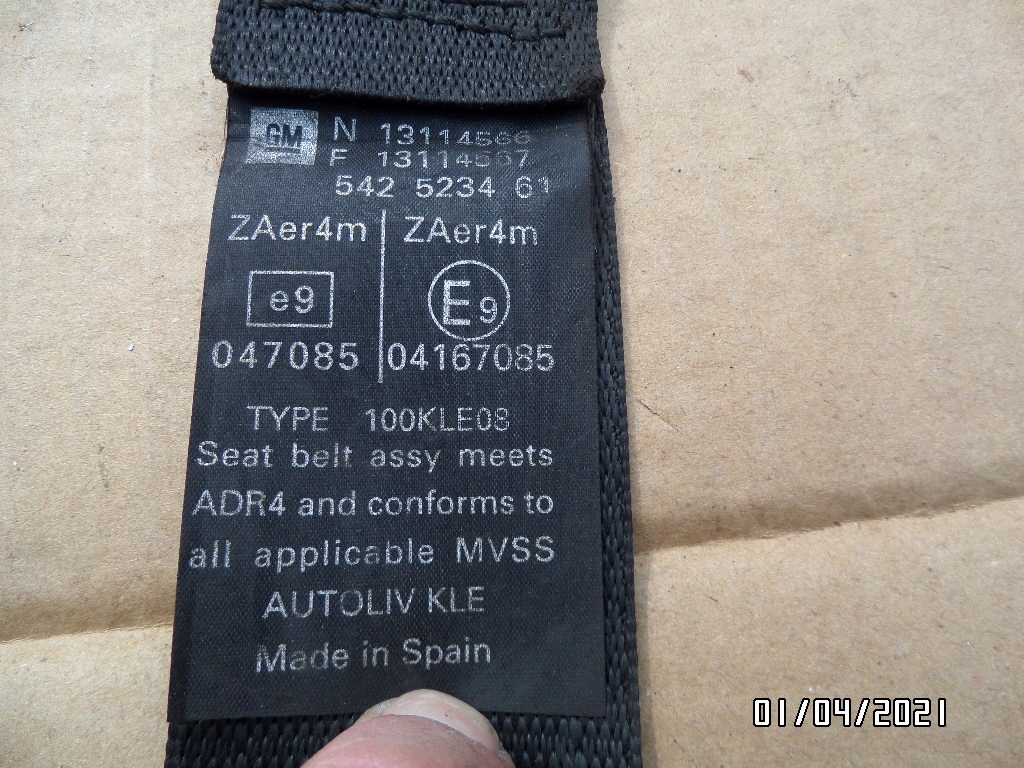 GM N 13114566
F 13114567
542 5234 61
ZAer4m ZAer4m
e9 E9
047085 04167085
TYPE 100KLE08
Seat belt assy meets
ADR4 and conforms to
all applicable MVSS
AUTOLIV KLE
Made in Spain
01/04/2021